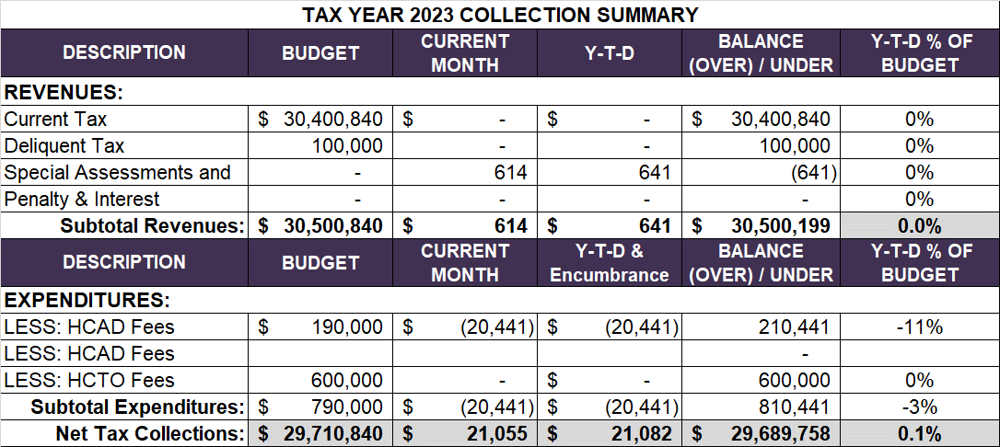 TAX YEAR 2023 COLLECTION SUMMARY
DESCRIPTION BUDGET CURRENT MONTH Y-T-D BALANCE (OVER) / UNDER Y-T-D % OF BUDGET
REVENUES:
Current Tax $ 30,400,840 $ - $ - $ 30,400,840 0%
Deliquent Tax 100,000 - - 100,000 0%
Special Assessments and - 614 641 (641) 0%
Penalty & Interest - - - - 0%
Subtotal Revenues: $ 30,500,840 $ 614 $ 641 $ 30,500,199 0.0%
DESCRIPTION BUDGET CURRENT MONTH Y-T-D & Encumbrance BALANCE (OVER) / UNDER Y-T-D % OF BUDGET
EXPENDITURES:
LESS: HCAD Fees $ 190,000 $ (20,441) $ (20,441) 210,441 -11%
LESS: HCAD Fees -
LESS: HCTO Fees 600,000 - $ - 600,000 0%
Subtotal Expenditures: $ 790,000 $ (20,441) $ (20,441) 810,441 -3%
Net Tax Collections: $ 29,710,840 $ 21,055 $ 21,082 $ 29,689,758 0.1%